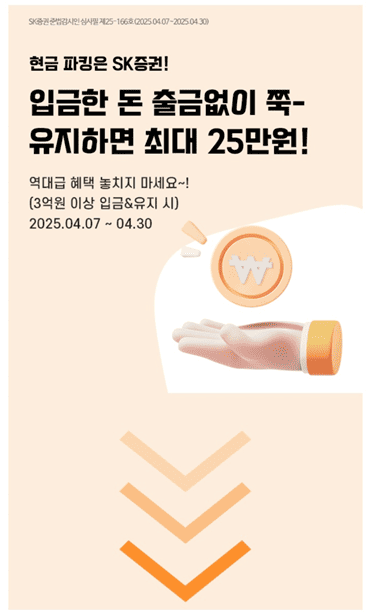 SK증권 준법감시인 심사필 제25-166호 (2025.04.07~2025.04.30)
현금 파킹은 SK증권!
입금한 돈 출금없이 쭉-
유지하면 최대 25만원!
역대급 혜택 놓치지 마세요~!
(3억원 이상 입금&유지 시)
2025.04.07 ~ 04.30
₩